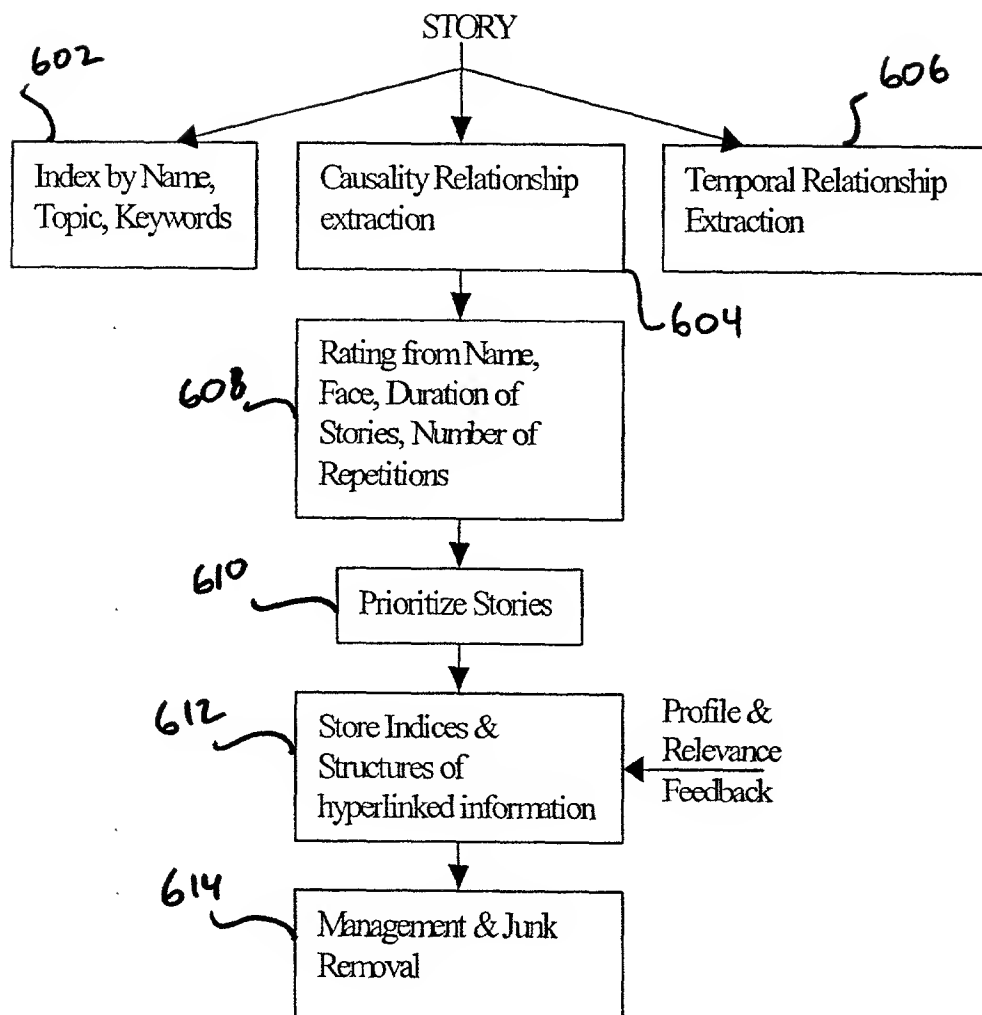 STORY
602
606
Index by Name,
Topic, Keywords
Causality Relationship
extraction
Temporal Relationship
Extraction
604
608
Rating from Name,
Face, Duration of
Stories, Number of
Repetitions
610
Prioritize Stories
612
Store Indices &
Structures of
hyperlinked information
Profile &
Relevance
Feedback
614
Management & Junk
Removal